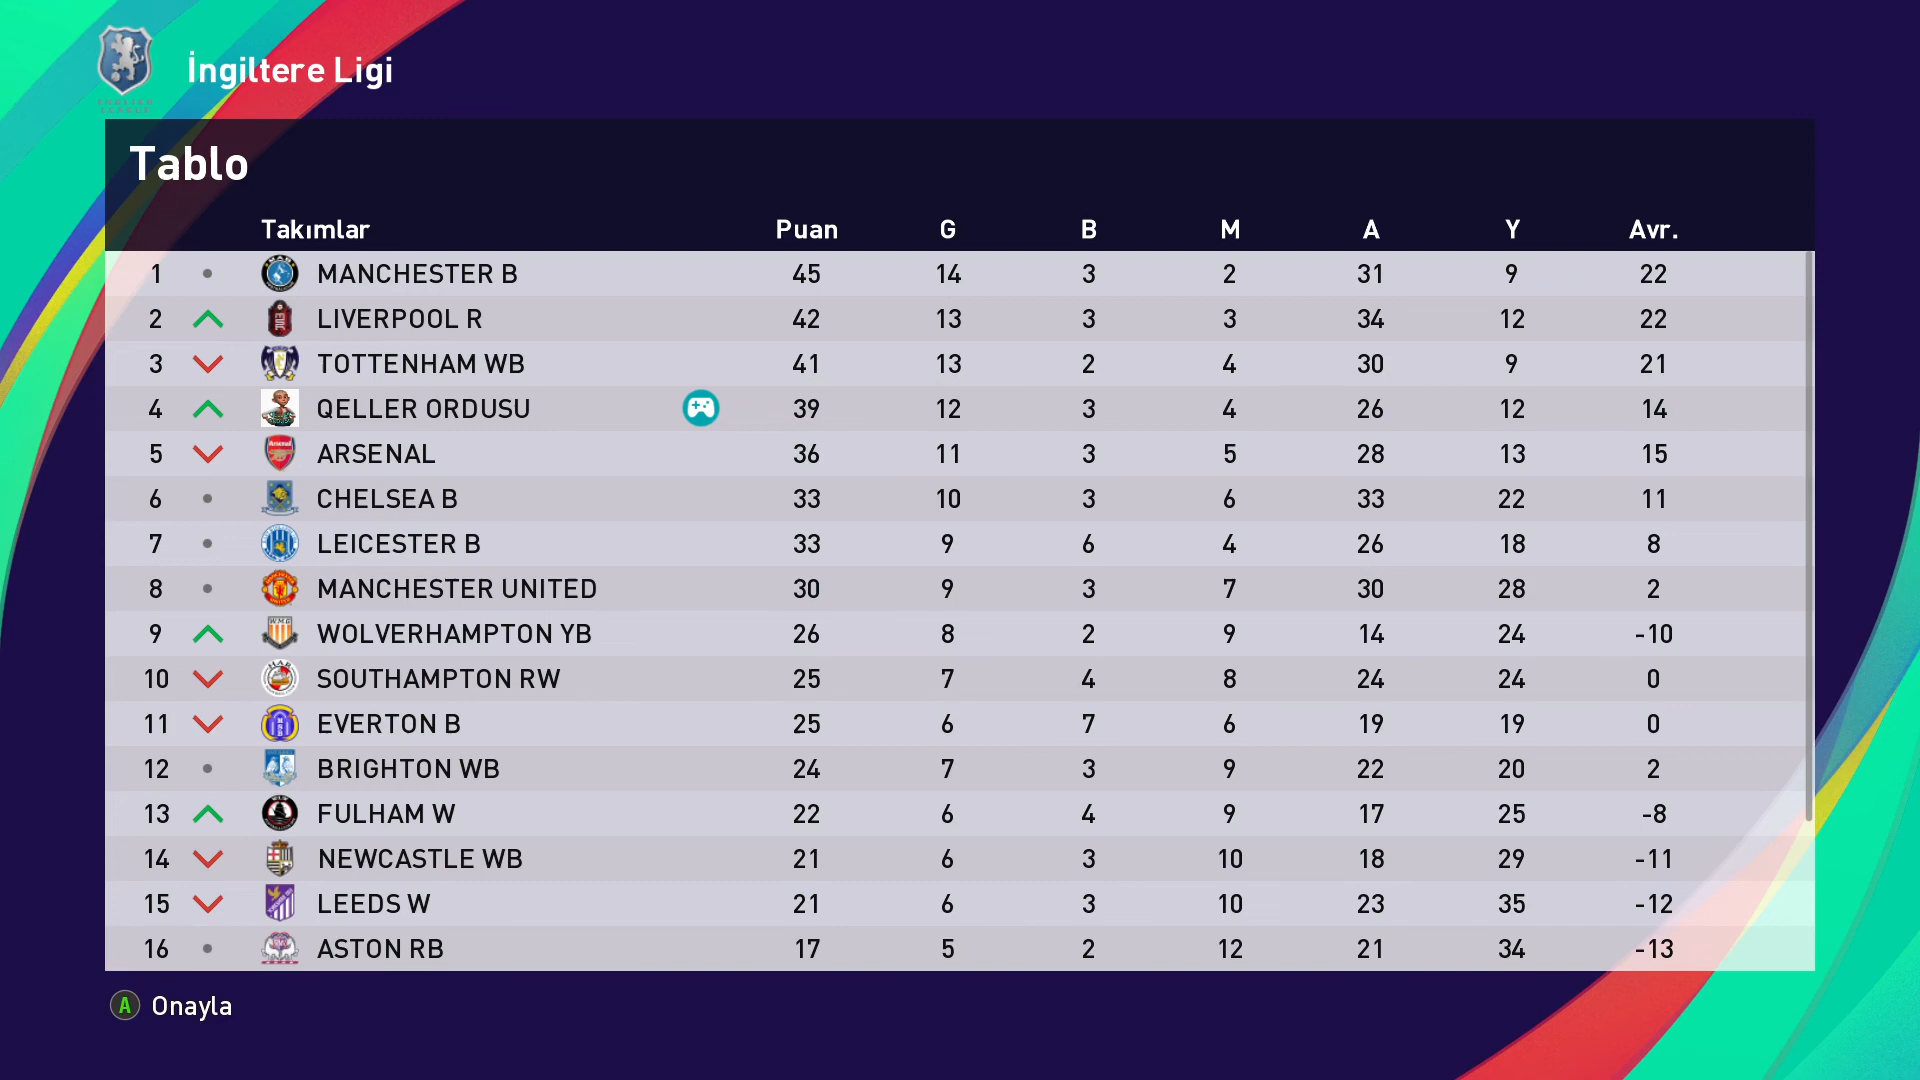 ENGLISH
LEAGUE
İngiltere Ligi
Tablo
Takımlar Puan G B M A Y Avr.
1 MANCHESTER B 45 14 3 2 31 9 22
2 LIVERPOOL R 42 13 3 3 34 12 22
3 TOTTENHAM WB 41 13 2 4 30 9 21
4 QELLER ORDUSU 39 12 3 4 26 12 14
5 ARSENAL 36 11 3 5 28 13 15
6 CHELSEA B 33 10 3 6 33 22 11
7 LEICESTER B 33 9 6 4 26 18 8
8 MANCHESTER UNITED 30 9 3 7 30 28 2
9 WOLVERHAMPTON YB 26 8 2 9 14 24 -10
10 SOUTHAMPTON RW 25 7 4 8 24 24 0
11 EVERTON B 25 6 7 6 19 19 0
12 BRIGHTON WB 24 7 3 9 22 20 2
13 FULHAM W 22 6 4 9 17 25 -8
14 NEWCASTLE WB 21 6 3 10 18 29 -11
15 LEEDS W 21 6 3 10 23 35 -12
16 ASTON RB 17 5 2 12 21 34 -13
A Onayla